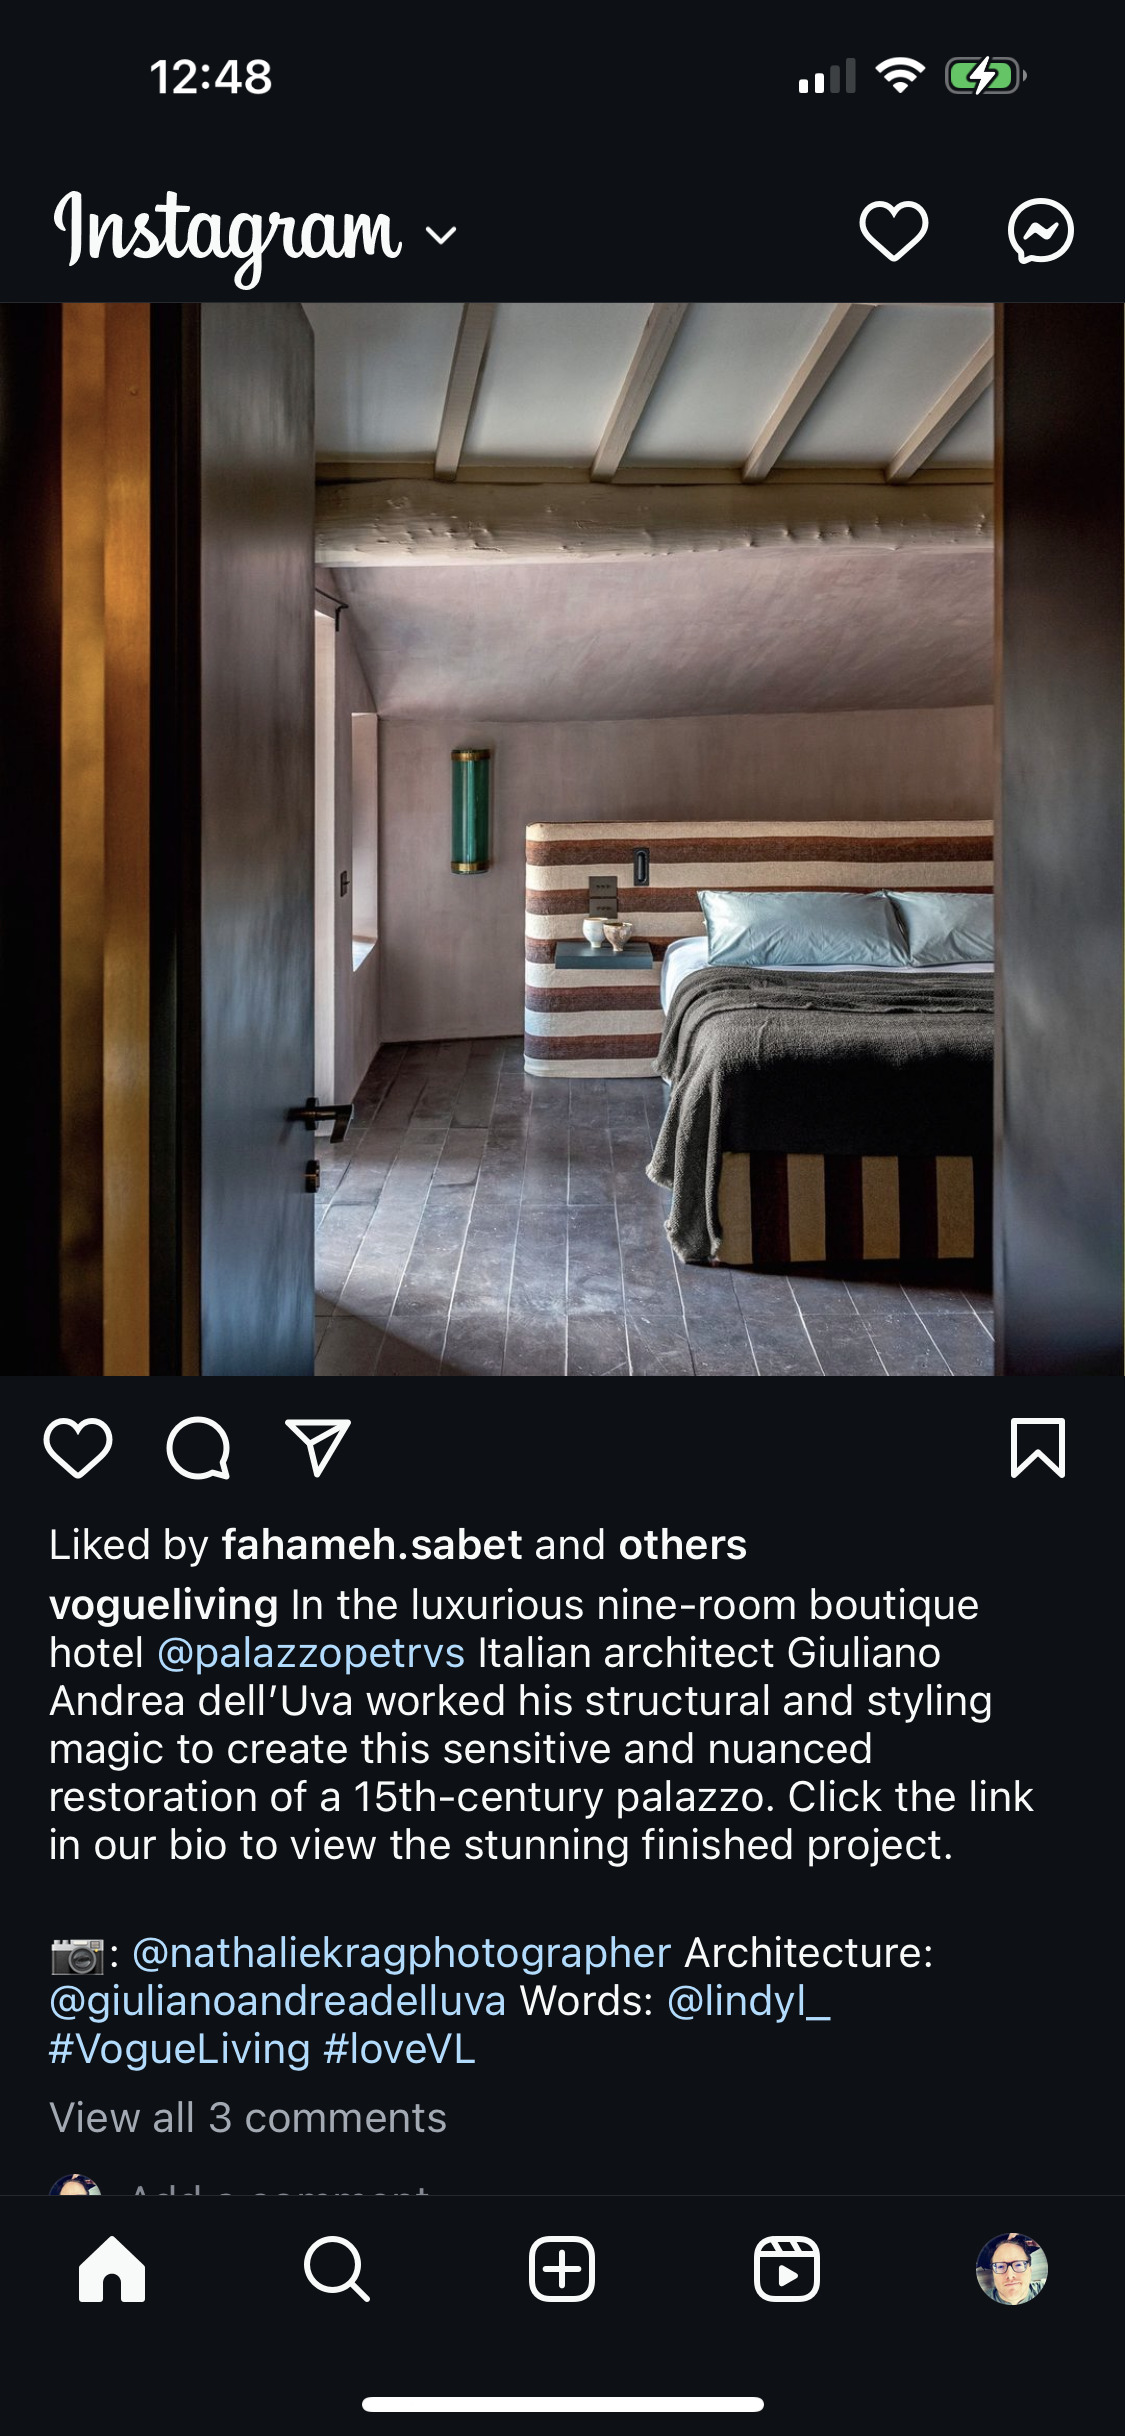 12:48
Instagram
Liked by fahameh.sabet and others
vogueliving In the luxurious nine-room boutique
hotel @palazzopetrvs Italian architect Giuliano
Andrea dell’Uva worked his structural and styling
magic to create this sensitive and nuanced
restoration of a 15th-century palazzo. Click the link
in our bio to view the stunning finished project.
📷: @nathaliekragphotographer Architecture:
@giulianoandreadelluva Words: @lindyl_
#VogueLiving #loveVL
View all 3 comments
Add a comment